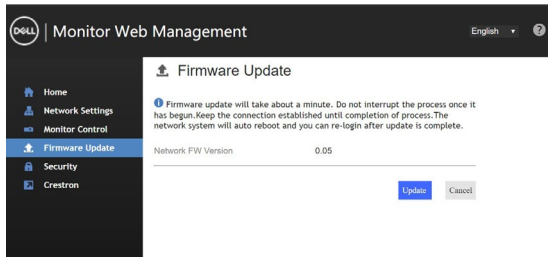 DELL | Monitor Web Management
English ▼ ?
Firmware Update
Home
Network Settings
Monitor Control
Firmware Update
Security
Crestron
Firmware update will take about a minute. Do not interrupt the process once it
has begun.Keep the connection established until completion of process.The
network system will auto reboot and you can re-login after update is complete.
Network FW Version 0.05
Update Cancel